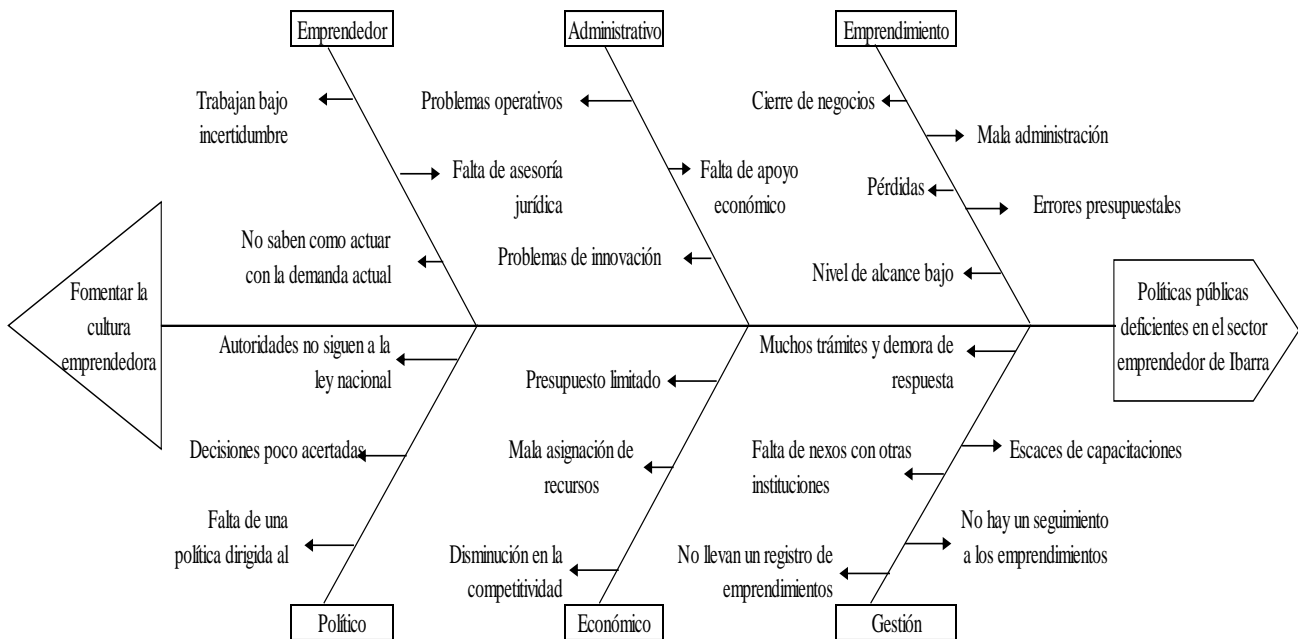 Emprendedor
Administrativo
Emprendimiento
Trabajan bajo
incertidumbre
Falta de asesoría
jurídica
No saben como actuar
con la demanda actual
Problemas operativos
Falta de apoyo
económico
Problemas de innovación
Cierre de negocios
Mala administración
Pérdidas
Errores presupuestales
Nivel de alcance bajo
Fomentar la
cultura
emprendedora
Políticas públicas
deficientes en el sector
emprendedor de Ibarra
Autoridades no siguen a la
ley nacional
Decisiones poco acertadas
Falta de una
política dirigida al
Presupuesto limitado
Mala asignación de
recursos
Disminución en la
competitividad
Muchos trámites y demora de
respuesta
Escaces de capacitaciones
Falta de nexos con otras
instituciones
No hay un seguimiento
a los emprendimientos
No llevan un registro de
emprendimientos
Político
Económico
Gestión